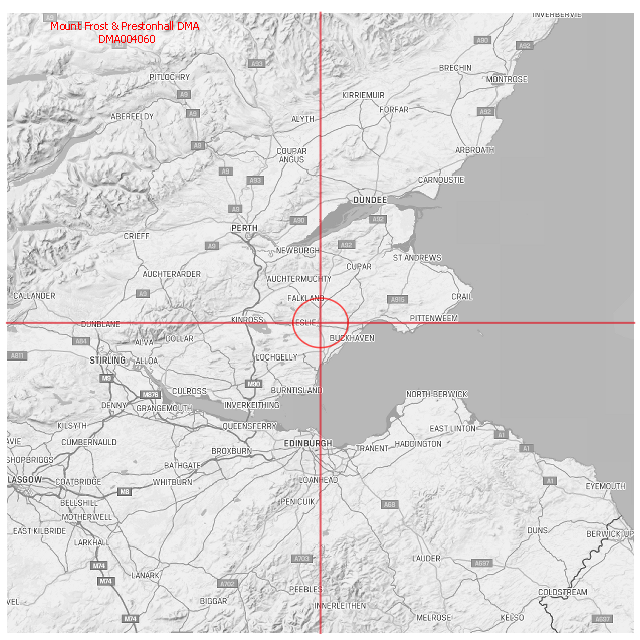 INVERBERVIE
Mount Frost & Prestonhall DMA
DMA004060
A90
A92
A93
BRECHIN
PITLOCHRY
MONTROSE
A9
KIRRIEMUIR
FORFAR
A9
A92
ABERFELDY
ALYTH
A9
COUPAR
ANGUS
ARBROATH
A9
A93
CARNOUSTIE
DUNDEE
A9
A90
A92
PERTH
CRIEFF
A9
NEWBURGH
A92
ST ANDREWS
CUPAR
AUCHTERARDER
AUCHTERMUCHTY
CALLANDER
A9
FALKLAND
A915
CRAIL
DUNBLANE
KINROSS
ESLIE
PITTENWEEM
A84
ALVA
DOLLAR
BUCKHAVEN
A811
STIRLING
ALLOA
LOCHGELLY
M9
M90
M876
CULROSS
BURNTISLAND
NORTH BERWICK
DENNY
GRANGEMOUTH
INVERKEITHING
KILSYTH
QUEENSFERRY
EAST LINTON
A1
AVIE
CUMBERNAULD
EDINBURGH
HADDINGTON
BROXBURN
TRANENT
A1
SHOPBRIGGS
BATHGATE
LASGOW
COATBRIDGE
WHITBURN
LOANHEAD
A1
EYEMOUTH
M8
BELLSHILL
PENICUIK
A68
MOTHERWELL
EAST KILBRIDE
DUNS
BERWICK UP
LARKHALL
A703
LAUDER
A697
M74
LANARK
M74
A702
PEEBLES
COLDSTREAM
VEL
BIGGAR
INNERLEITHEN
M74
MELROSE
KELSO
A697